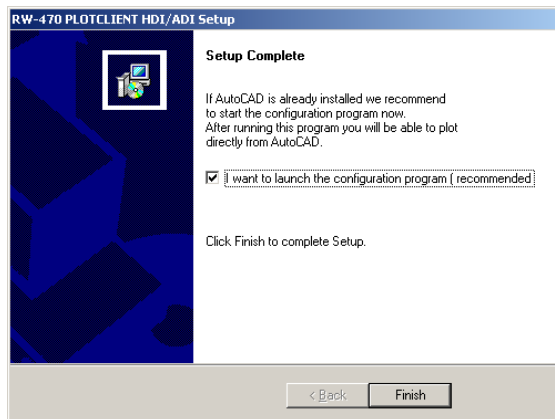 RW-470 PLOTCLIENT HDI/ADI Setup
Setup Complete
If AutoCAD is already installed we recommend
to start the configuration program now.
After running this program you will be able to plot
directly from AutoCAD.
I want to launch the configuration program ( recommended
Click Finish to complete Setup.
< Back
Finish